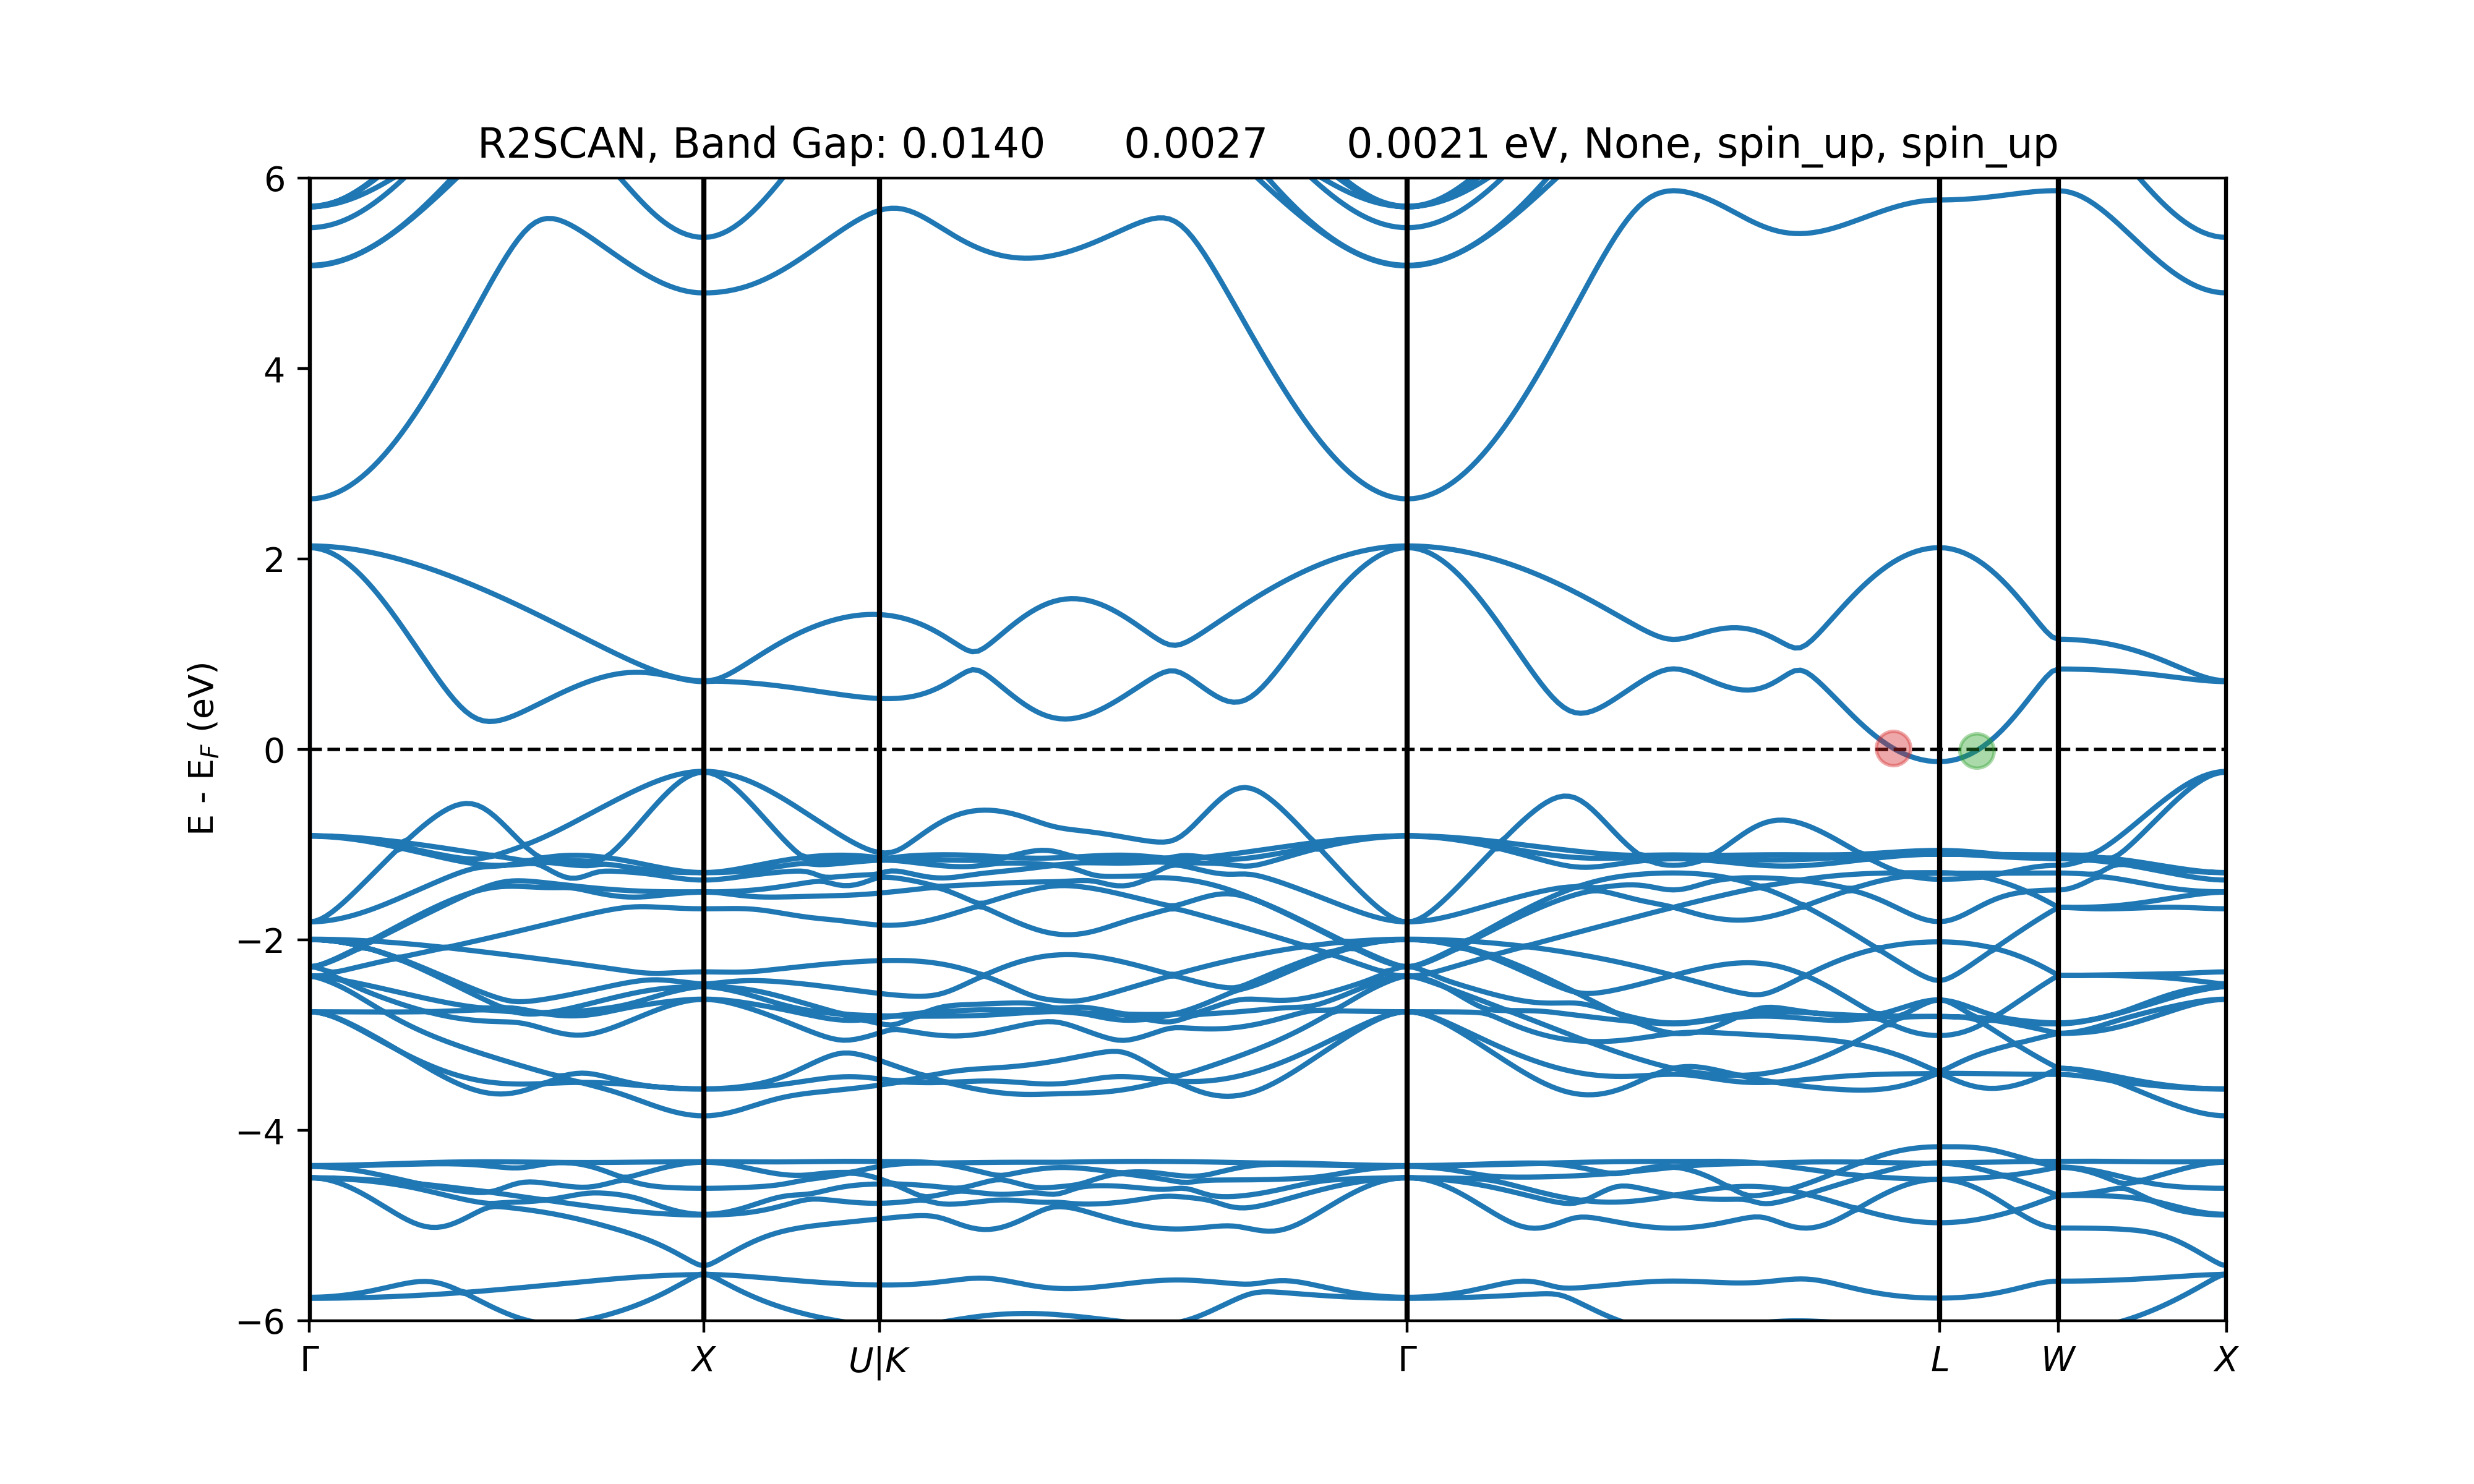 R2SCAN, Band Gap: 0.0140 0.0027 0.0021 eV, None, spin_up, spin_up
6
4
2
0
−2
−4
−6
E - E_F (eV)
Γ X U|K Γ L W X